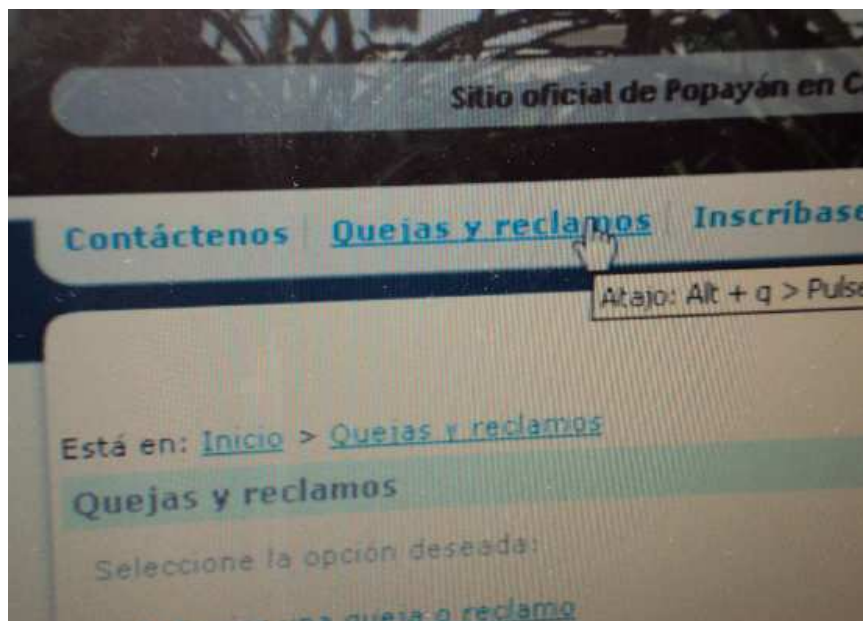 Sitio oficial de Popayán en
Contáctenos Quejas y reclamos Inscríbase
Atajo: Alt + q > Pulse
Está en: Inicio > Quejas y reclamos
Quejas y reclamos
Seleccione la opción deseada:
queja o reclamo